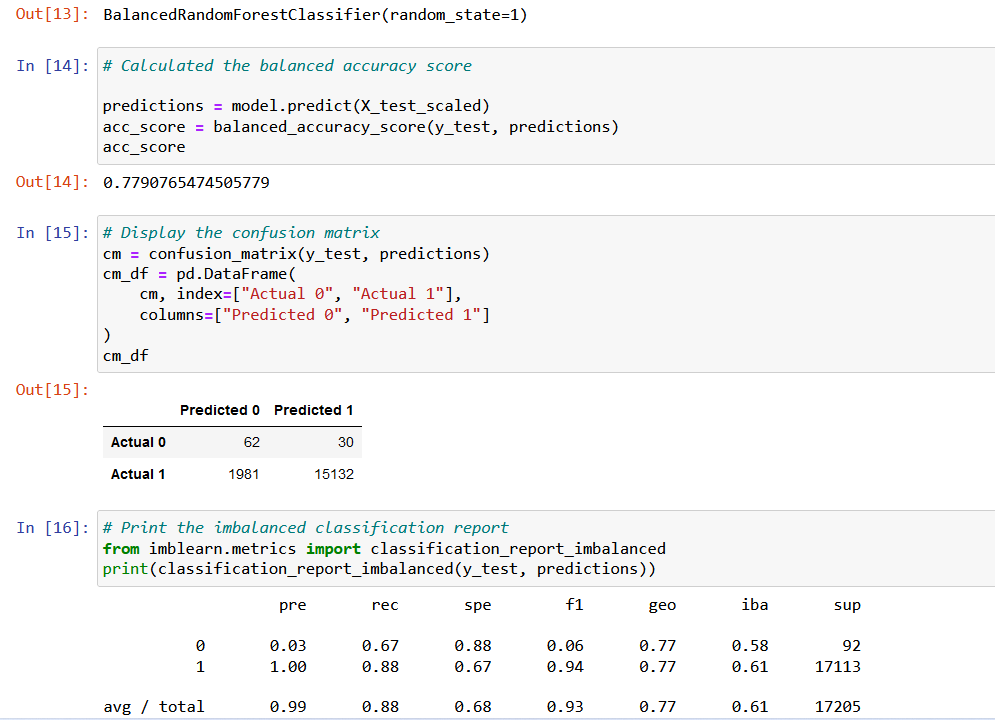 Out[13]: BalancedRandomForestClassifier(random_state=1)
In [14]: # Calculated the balanced accuracy score
predictions = model.predict(X_test_scaled)
acc_score = balanced_accuracy_score(y_test, predictions)
acc_score
Out[14]: 0.7790765474505779
In [15]: # Display the confusion matrix
cm = confusion_matrix(y_test, predictions)
cm_df = pd.DataFrame(
    cm, index=["Actual 0", "Actual 1"],
    columns=["Predicted 0", "Predicted 1"]
)
cm_df
Out[15]:
Predicted 0 Predicted 1
Actual 0 62 30
Actual 1 1981 15132
In [16]: # Print the imbalanced classification report
from imblearn.metrics import classification_report_imbalanced
print(classification_report_imbalanced(y_test, predictions))
pre rec spe f1 geo iba sup
0 0.03 0.67 0.88 0.06 0.77 0.58 92
1 1.00 0.88 0.67 0.94 0.77 0.61 17113
avg / total 0.99 0.88 0.68 0.93 0.77 0.61 17205